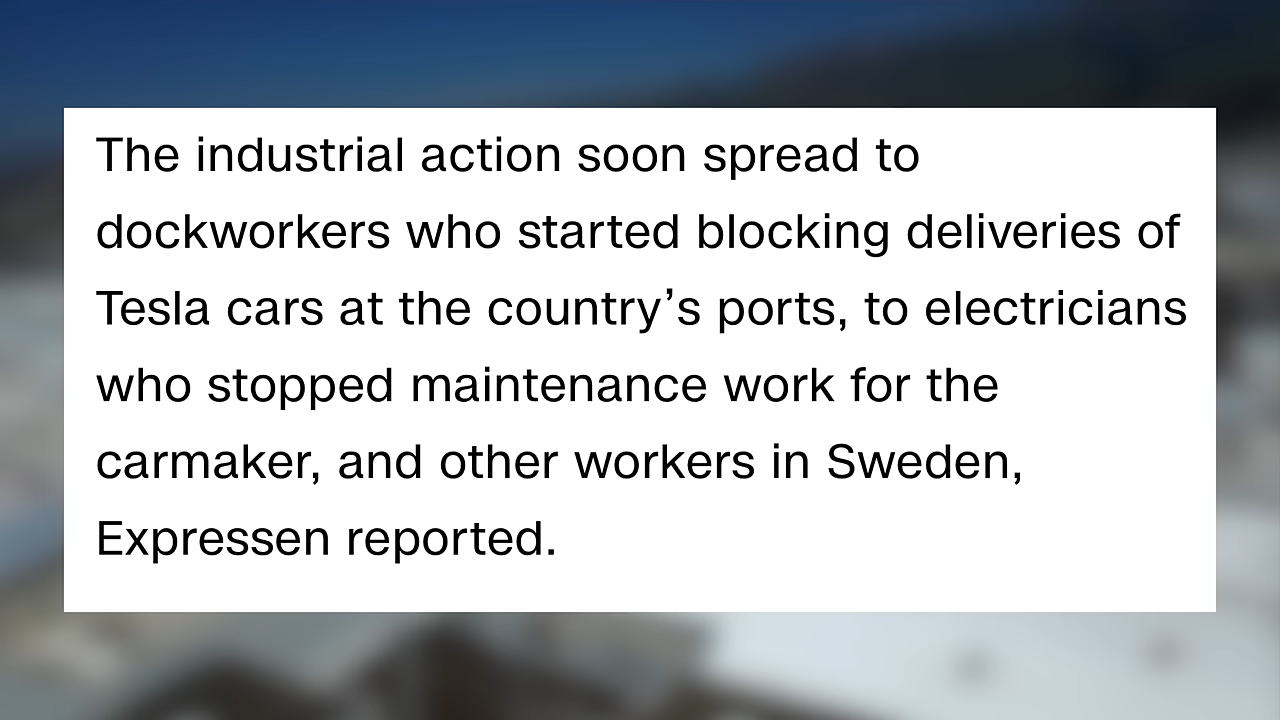 The industrial action soon spread to
dockworkers who started blocking deliveries of
Tesla cars at the country’s ports, to electricians
who stopped maintenance work for the
carmaker, and other workers in Sweden,
Expressen reported.